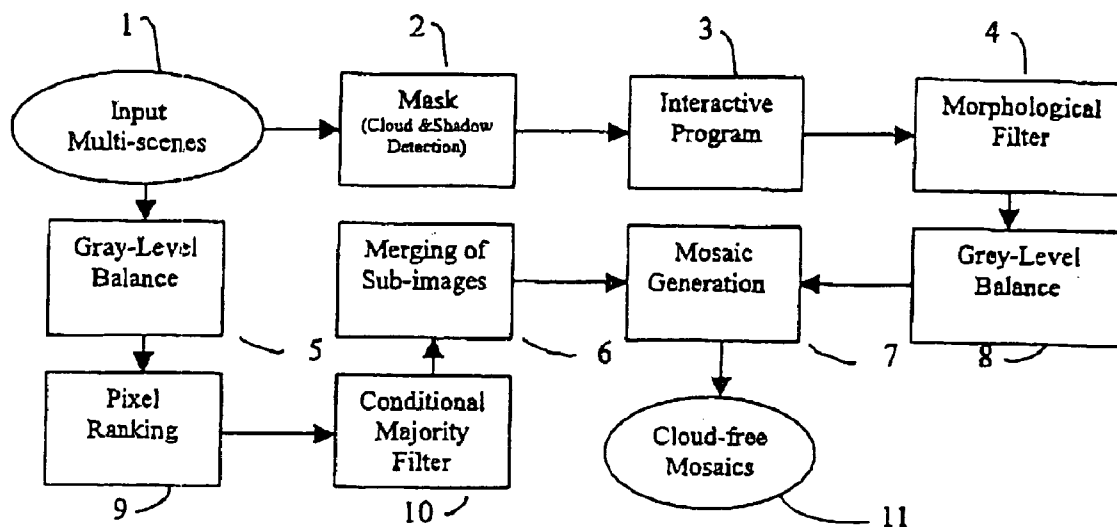 1
2
3
4
Input
Multi-scenes
Mask
(Cloud &Shadow
Detection)
Interactive
Program
Morphological
Filter
Gray-Level
Balance
Merging of
Sub-images
Mosaic
Generation
Grey-Level
Balance
5
6
7
8
Pixel
Ranking
Conditional
Majority
Filter
Cloud-free
Mosaics
9
10
11